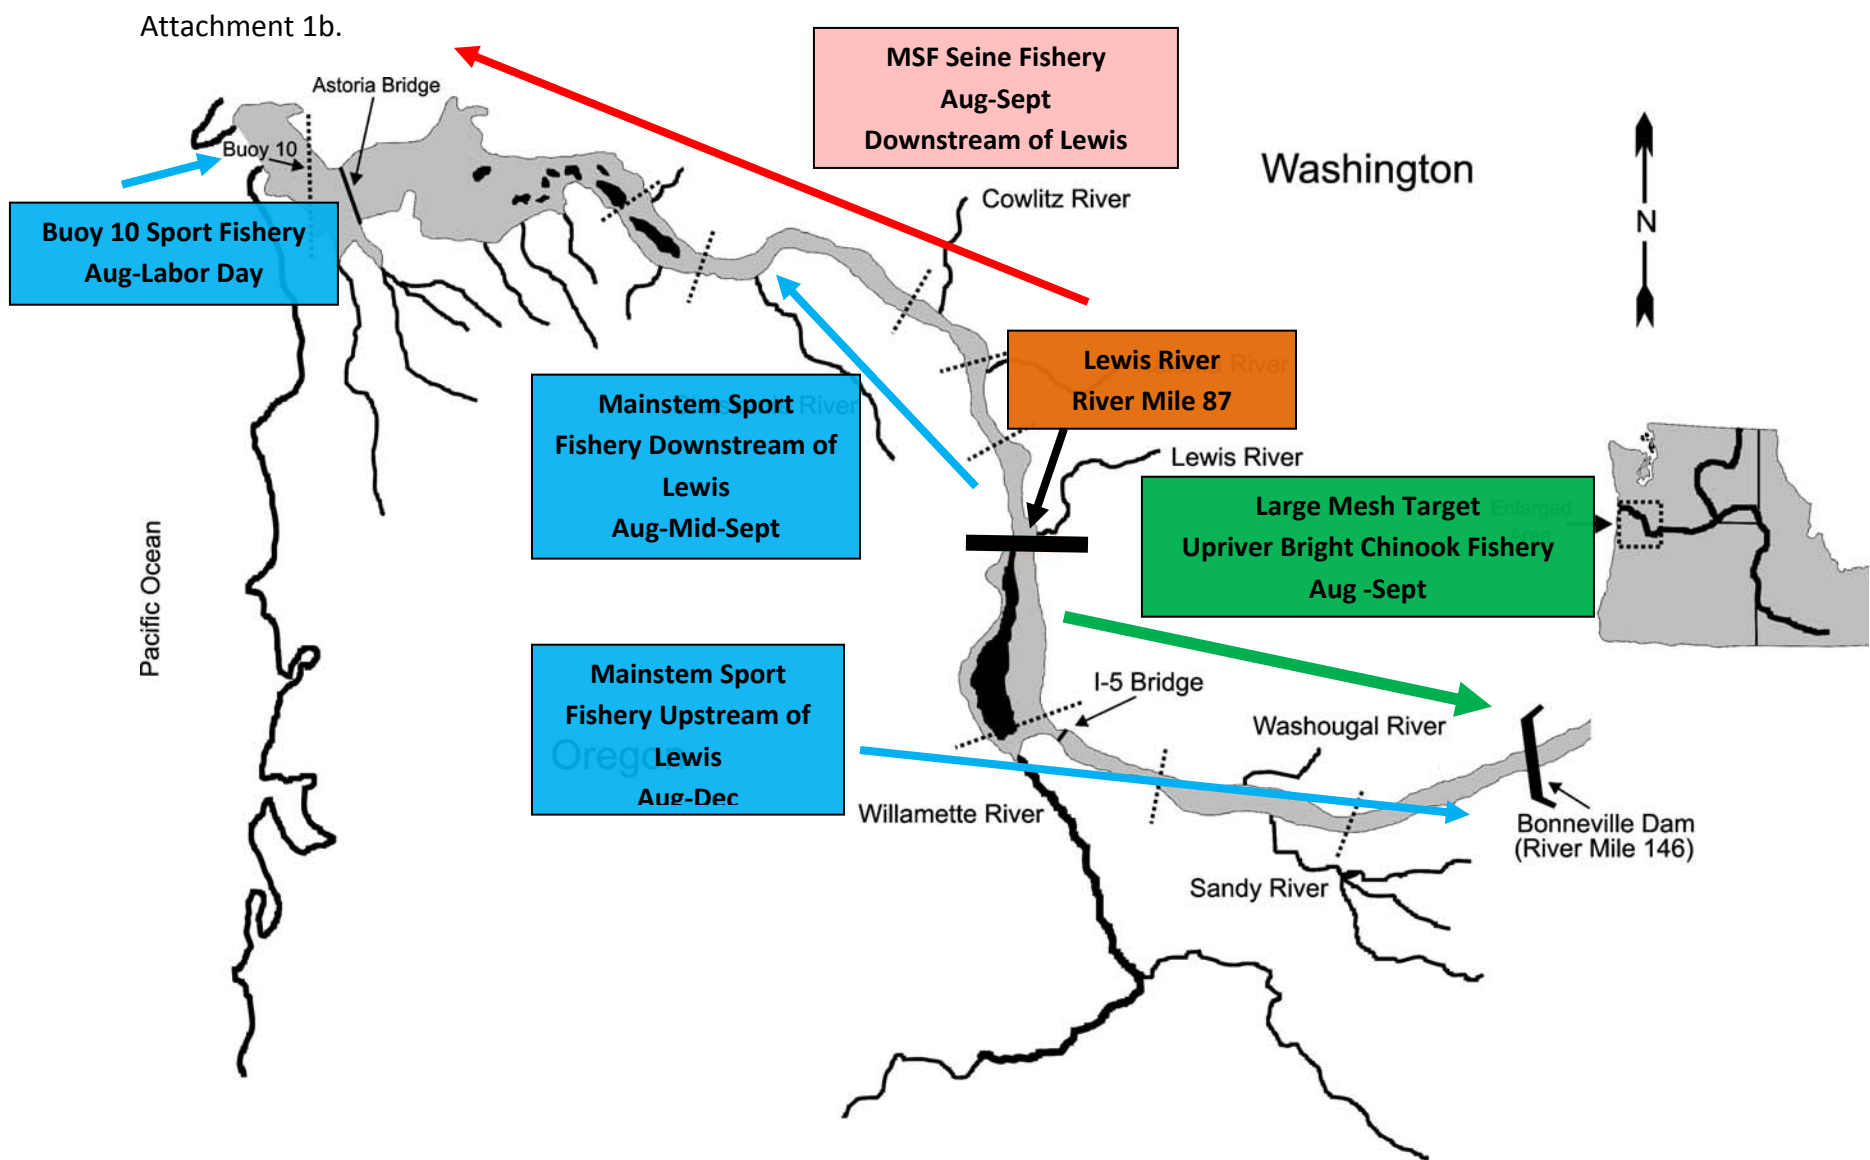 Attachment 1b.
MSF Seine Fishery
Aug-Sept
Downstream of Lewis
Astoria Bridge
Buoy 10
Washington
Cowlitz River
N
Buoy 10 Sport Fishery
Aug-Labor Day
Lewis River
River Mile 87
Mainstem Sport
Fishery Downstream of
Lewis
Aug-Mid-Sept
Lewis River
Large Mesh Target
Upriver Bright Chinook Fishery
Aug -Sept
Enlarged
Area
Pacific Ocean
Mainstem Sport
Fishery Upstream of
Lewis
Aug-Dec
Oregon
I-5 Bridge
Washougal River
Willamette River
Bonneville Dam
(River Mile 146)
Sandy River